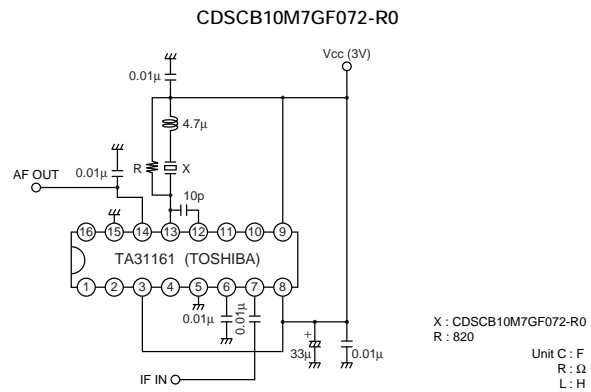 CDSCB10M7GF072-R0
Vcc (3V)
0.01μ
4.7μ
0.01μ
R
X
AF OUT
10p
16 15 14 13 12 11 10 9
TA31161 (TOSHIBA)
1 2 3 4 5 6 7 8
0.01μ
0.01μ
+
33μ
0.01μ
IF IN
X : CDSCB10M7GF072-R0
R : 820
Unit C : F
R : Ω
L : H